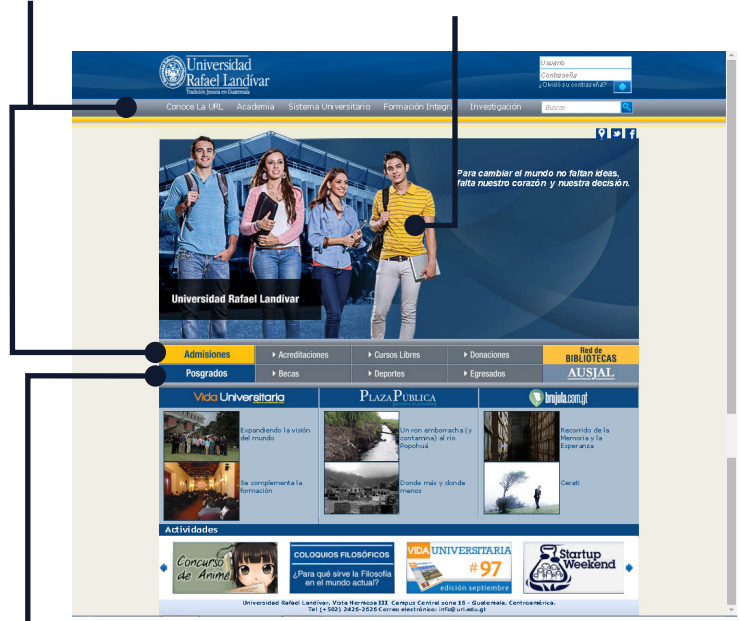 Universidad
Rafael Landívar
Tradición Jesuita en Guatemala
Usuario
Contraseña
¿Olvidó su contraseña?
Conoce La URL Academia Sistema Universitario Formación Integral Investigación Buscar
Para cambiar el mundo no faltan ideas,
falta nuestro corazón y nuestra decisión.
Universidad Rafael Landívar
Admisiones Acreditaciones Cursos Libres Donaciones Red de
BIBLIOTECAS
Posgrados Becas Deportes Egresados AUSJAL
Vida Universitaria PLAZAPÚBLICA brujula.com.gt
Expandiendo la visión
del mundo
Un ron emborracha (y
contamina) al río
Popohuá
Recorrido de la
Memoria y la
Esperanza
Se complementa la
formación
Donde más y donde
menos
Cerati
Actividades
Concurso
de Anime
COLOQUIOS FILOSÓFICOS
¿Para qué sirve la Filosofía
en el mundo actual?
VIDA UNIVERSITARIA
#97
edición septiembre
Startup
Weekend
Universidad Rafael Landívar, Vista Hermosa III Campus Central zona 16 - Guatemala, Centroamérica.
Tel (+502) 2426-2626 Correo electrónico: info@url.edu.gt